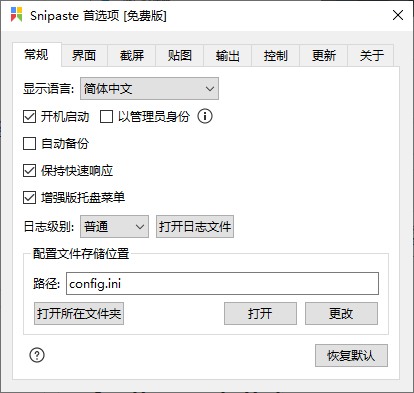 Snipaste 首选项 [免费版]
常规 界面 截屏 贴图 输出 控制 更新 关于
显示语言: 简体中文
开机启动 以管理员身份
自动备份
保持快速响应
增强版托盘菜单
日志级别: 普通 打开日志文件
配置文件存储位置
路径: config.ini
打开所在文件夹 打开 更改
恢复默认